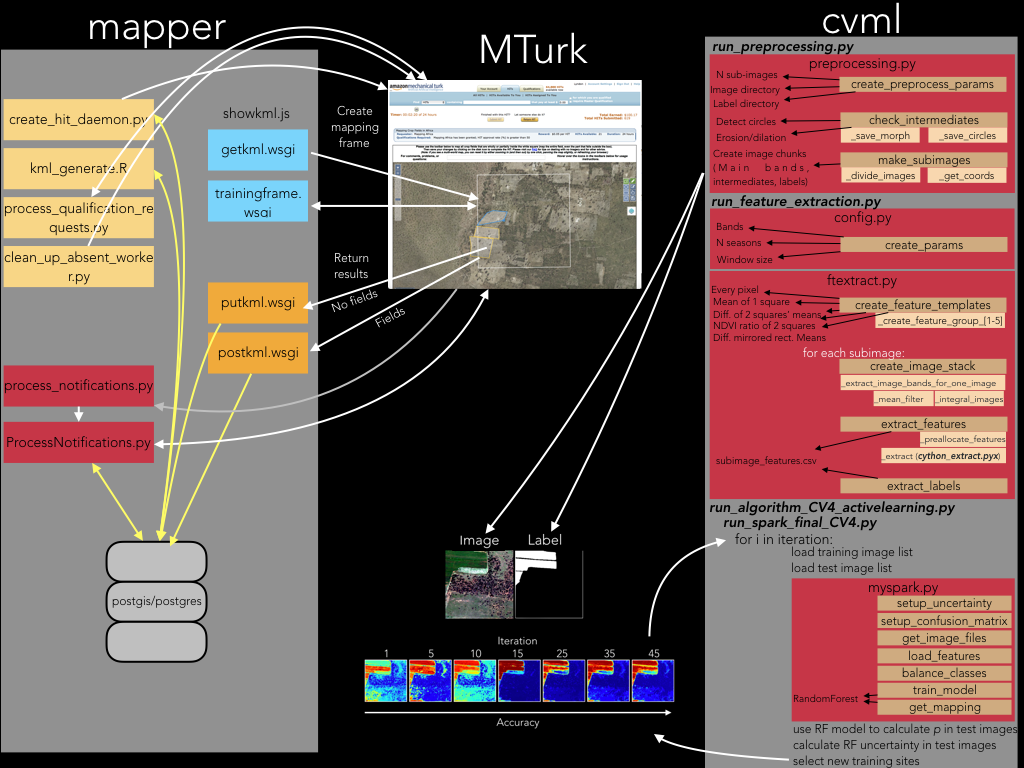 mapper
MTurk
cvml
create_hit_daemon.py
kml_generate.R
process_qualification_re
quests.py
clean_up_absent_worke
r.py
process_notifications.py
ProcessNotifications.py
showkml.js
getkml.wsgi
trainingframe.
wsgi
putkml.wsgi
postkml.wsgi
postgis/postgres
Create
mapping
frame
Return
results
No fields
Fields
amazonmechanical turk
Image
Label
Iteration
1 5 10 15 25 35 45
Accuracy
run_preprocessing.py
preprocessing.py
N sub-images
Image directory
Label directory
create_preprocess_params
Detect circles
Erosion/dilation
check_intermediates
_save_morph
_save_circles
Create image chunks
(Main bands,
intermediates, labels)
make_subimages
_divide_images
_get_coords
run_feature_extraction.py
config.py
Bands
N seasons
Window size
create_params
ftextract.py
Every pixel
Mean of 1 square
Diff. of 2 squares' means
NDVI ratio of 2 squares
Diff. mirrored rect. Means
create_feature_templates
_create_feature_group_[1-5]
for each subimage:
create_image_stack
_extract_image_bands_for_one_image
_mean_filter
_integral_images
extract_features
_preallocate_features
_extract (cython_extract.pyx)
subimage_features.csv
extract_labels
run_algorithm_CV4_activelearning.py
run_spark_final_CV4.py
for i in iteration:
load training image list
load test image list
myspark.py
setup_uncertainty
setup_confusion_matrix
get_image_files
load_features
balance_classes
train_model
RandomForest
get_mapping
use RF model to calculate p in test images
calculate RF uncertainty in test images
select new training sites